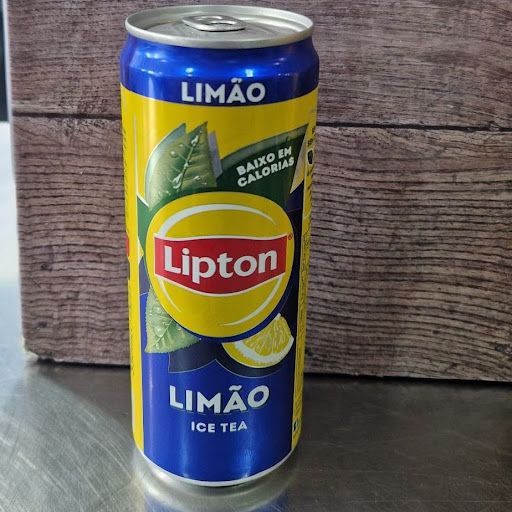 LIMÃO
BAIXO EM
CALORIAS
Lipton
LIMÃO
ICE TEA